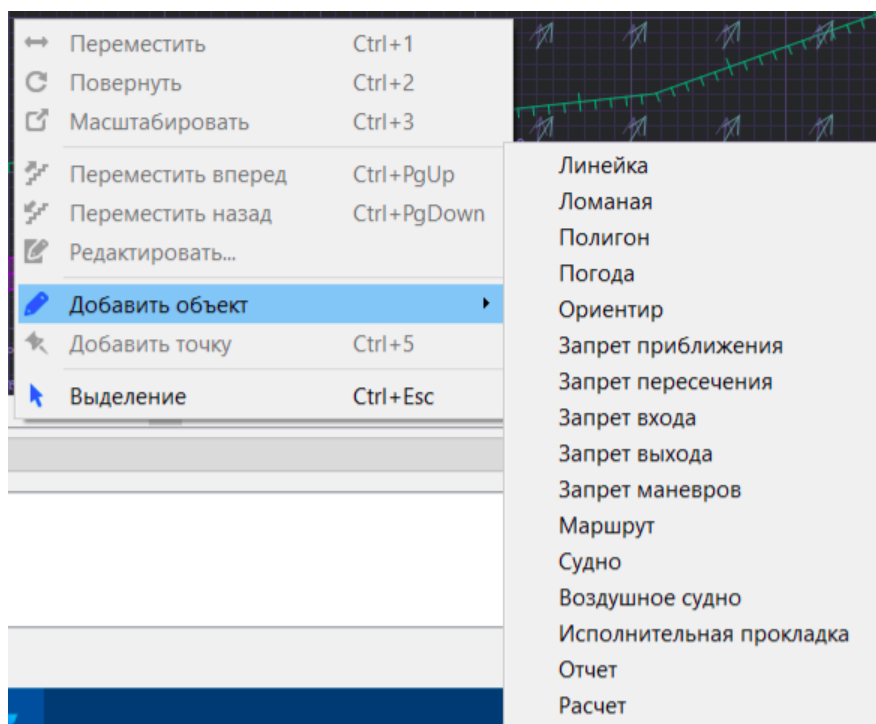 Переместить Ctrl+1
Повернуть Ctrl+2
Масштабировать Ctrl+3
Переместить вперед Ctrl+PgUp
Переместить назад Ctrl+PgDown
Редактировать...
Добавить объект
Добавить точку Ctrl+5
Выделение Ctrl+Esc
Линейка
Ломаная
Полигон
Погода
Ориентир
Запрет приближения
Запрет пересечения
Запрет входа
Запрет выхода
Запрет маневров
Маршрут
Судно
Воздушное судно
Исполнительная прокладка
Отчет
Расчет